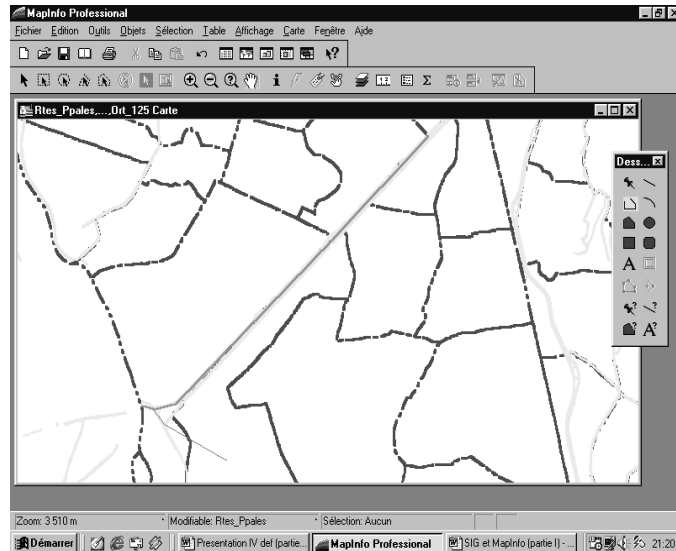 MapInfo Professional
Fichier Edition Outils Objets Sélection Table Affichage Carte Fenêtre Aide
Rtes_Ppales,...,Ort_125 Carte
Dess...
Zoom: 3 510 m
Modifiable: Rtes_Ppales
Sélection: Aucun
Démarrer
Presentation IV def (partie...
MapInfo Professional
SIG et MapInfo (partie I) - ...
21:20